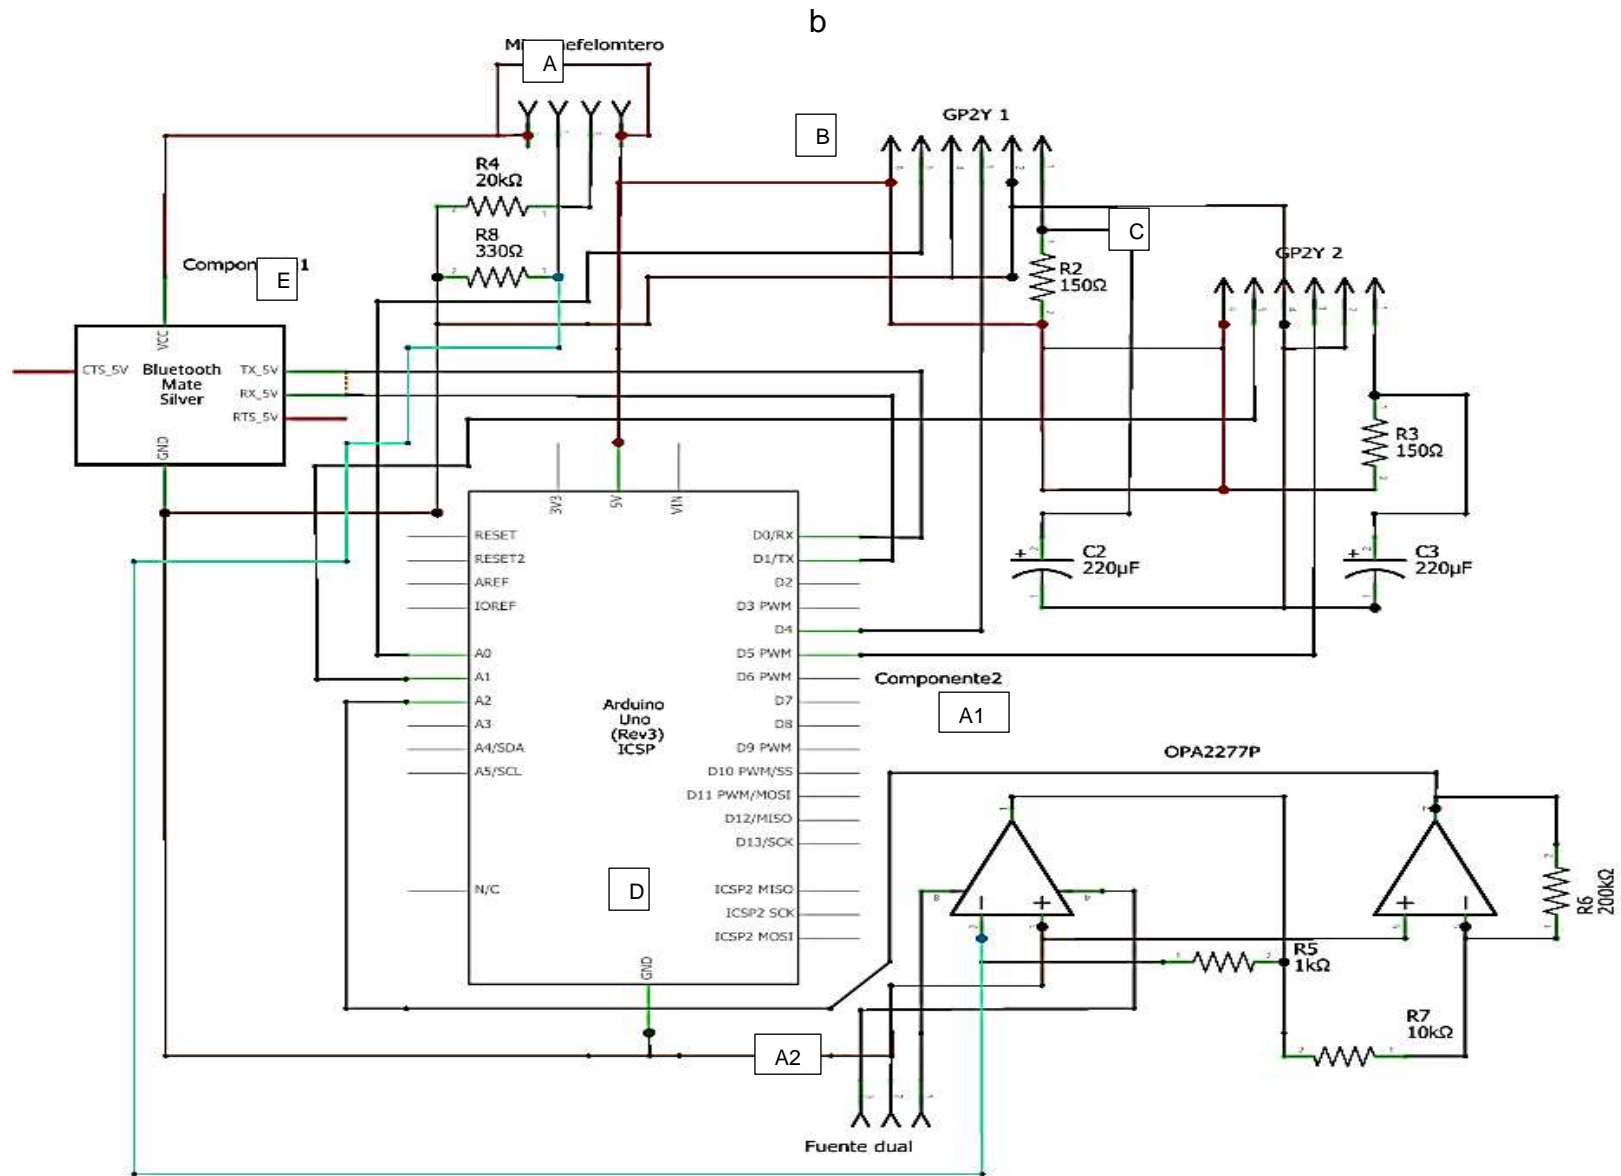 b
Mi nefelomtero
A
GP2Y 1
B
R4
20kΩ
C
R8
330Ω
R2
150Ω
GP2Y 2
Compon 1
E
VCC
CTS_5V
Bluetooth
Mate
Silver
TX_5V
RX_5V
RTS_5V
GND
R3
150Ω
3V3
5V
VIN
RESET
RESET2
AREF
IOREF
A0
A1
A2
A3
A4/SDA
A5/SCL
N/C
Arduino
Uno
(Rev3)
ICSP
D
GND
D0/RX
D1/TX
D2
D3 PWM
D4
D5 PWM
D6 PWM
D7
D8
D9 PWM
D10 PWM/SS
D11 PWM/MOSI
D12/MISO
D13/SCK
ICSP2 MISO
ICSP2 SCK
ICSP2 MOSI
C2
220µF
C3
220µF
Componente2
A1
OPA2277P
R6
200kΩ
R5
1kΩ
R7
10kΩ
A2
Fuente dual